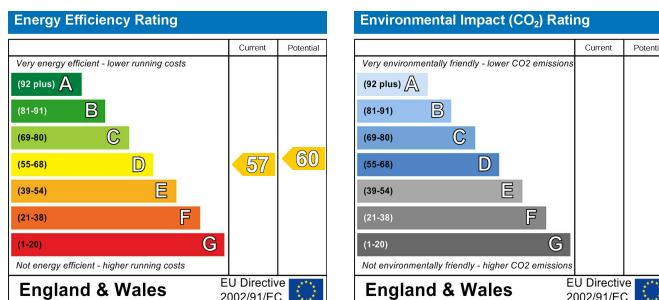 Energy Efficiency Rating
Current Potential
Very energy efficient - lower running costs
(92 plus) A
(81-91) B
(69-80) C
(55-68) D 57 60
(39-54) E
(21-38) F
(1-20) G
Not energy efficient - higher running costs
England & Wales
EU Directive
2002/91/EC
Environmental Impact (CO₂) Rating
Current Potential
Very environmentally friendly - lower CO2 emissions
(92 plus) A
(81-91) B
(69-80) C
(55-68) D
(39-54) E
(21-38) F
(1-20) G
Not environmentally friendly - higher CO2 emissions
England & Wales
EU Directive
2002/91/EC